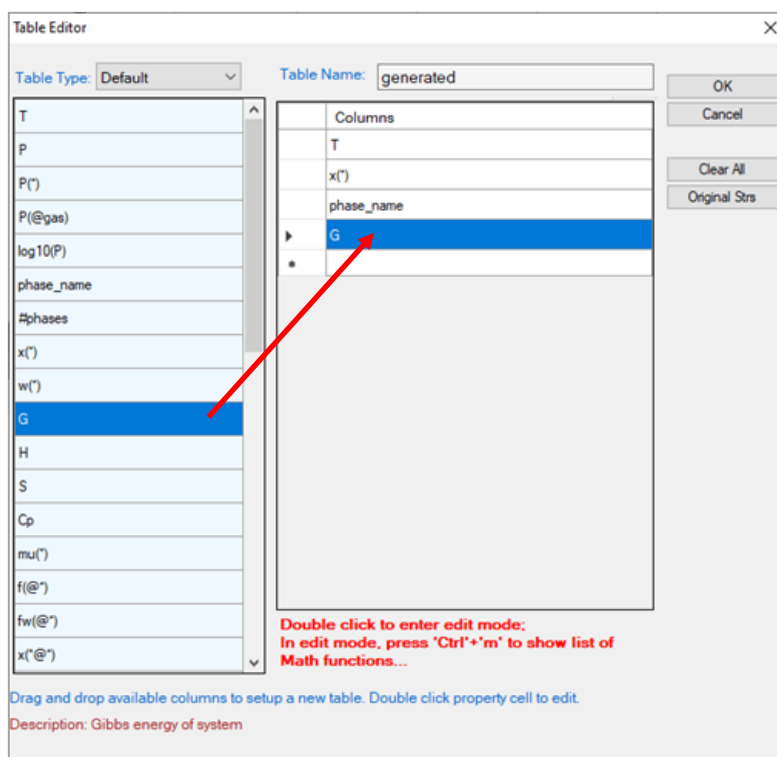 Table Editor
Table Type: Default
Table Name: generated
OK
Cancel
Clear All
Original Strs
T
P
P(*)
P(@gas)
log10(P)
phase_name
#phases
x(*)
w(*)
G
H
S
Cp
mu(*)
f(@*)
fw(@*)
x(*@*)
Columns
T
x(*)
phase_name
G
Double click to enter edit mode;
In edit mode, press 'Ctrl'+'m' to show list of
Math functions...
Drag and drop available columns to setup a new table. Double click property cell to edit.
Description: Gibbs energy of system